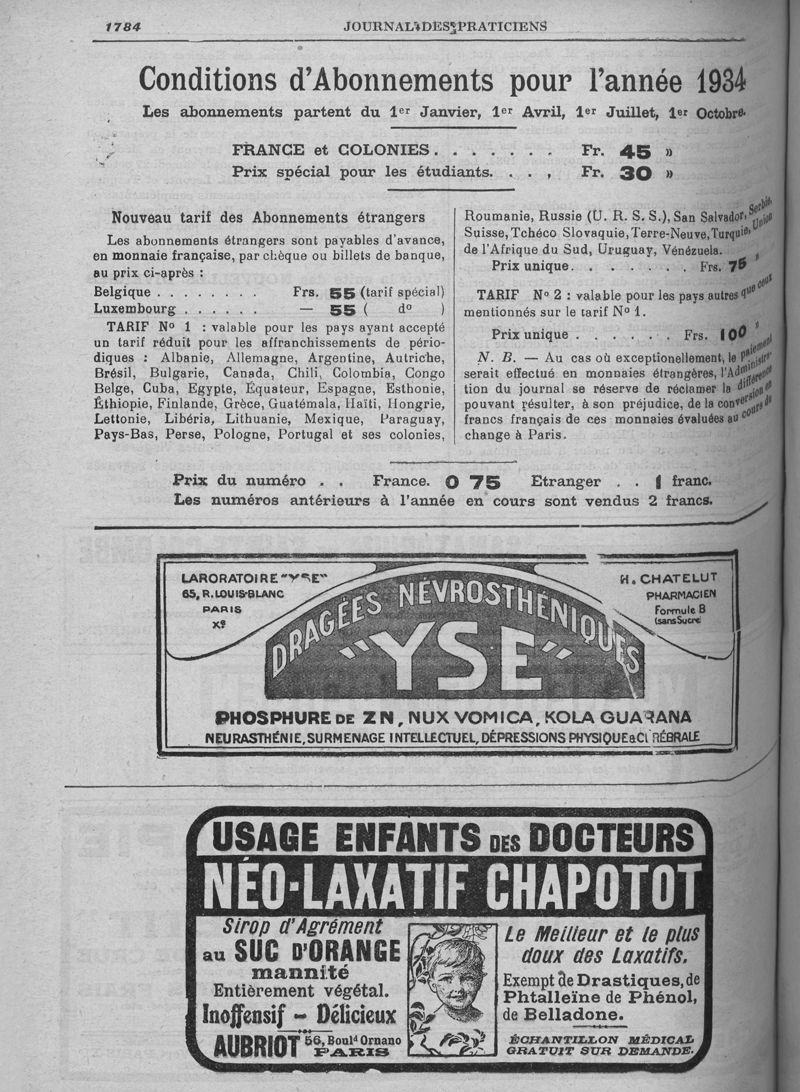 1784
JOURNAL DES PRATICIENS
Conditions d'Abonnements pour l'année 1934
Les abonnements partent du 1er Janvier, 1er Avril, 1er Juillet, 1er Octobre.
FRANCE et COLONIES . . . . . . . Fr. 45 »
Prix spécial pour les étudiants. . . , Fr. 30 »
Nouveau tarif des Abonnements étrangers
Les abonnements étrangers sont payables d'avance,
en monnaie française, par chèque ou billets de banque,
au prix ci-après :
Belgique . . . . . . . . Frs. 55 (tarif spécial)
Luxembourg . . . . . . — 55 ( do )
TARIF No 1 : valable pour les pays ayant accepté
un tarif réduit pour les affranchissements de pério-
diques : Albanie, Allemagne, Argentine, Autriche,
Brésil, Bulgarie, Canada, Chili, Colombia, Congo
Belge, Cuba, Egypte, Équateur, Espagne, Esthonie,
Éthiopie, Finlande, Grèce, Guatémala, Haïti, Hongrie,
Lettonie, Libéria, Lithuanie, Mexique, Paraguay,
Pays-Bas, Perse, Pologne, Portugal et ses colonies,
Roumanie, Russie (U. R. S. S.), San Salvador, Serbie,
Suisse, Tchéco Slovaquie, Terre-Neuve, Turquie, Union
de l'Afrique du Sud, Uruguay, Vénézuela.
Prix unique. . . . . . . . Frs. 75 »
TARIF No 2 : valable pour les pays autres que ceux
mentionnés sur le tarif No 1.
Prix unique . . . . . . Frs. 100 »
N. B. — Au cas où exceptionellement, le paiement
serait effectué en monnaies étrangères, l'Administra-
tion du journal se réserve de réclamer la différence
pouvant résulter, à son préjudice, de la conversion en
francs français de ces monnaies évaluées au cours du
change à Paris.
Prix du numéro . . France. 0 75 Etranger . . 1 franc.
Les numéros antérieurs à l'année en cours sont vendus 2 francs.
LARORATOIRE "YSE"
65, R. LOUIS-BLANC
PARIS
Xe
H. CHATELUT
PHARMACIEN
Formule B
(sans Sucre)
DRAGÉES NÉVROSTHÉNIQUES
"YSE"
PHOSPHURE DE ZN, NUX VOMICA, KOLA GUARANA
NEURASTHÉNIE, SURMENAGE INTELLECTUEL, DÉPRESSIONS PHYSIQUE & CÉRÉBRALE
USAGE ENFANTS DES DOCTEURS
NÉO-LAXATIF CHAPOTOT
Sirop d'Agrément
au SUC D'ORANGE
mannité
Entièrement végétal.
Inoffensif - Délicieux
AUBRIOT 56, Bould Ornano
PARIS
Le Meilleur et le plus
doux des Laxatifs.
Exempt de Drastiques, de
Phtalleïne de Phénol,
de Belladone.
ÉCHANTILLON MÉDICAL
GRATUIT SUR DEMANDE.